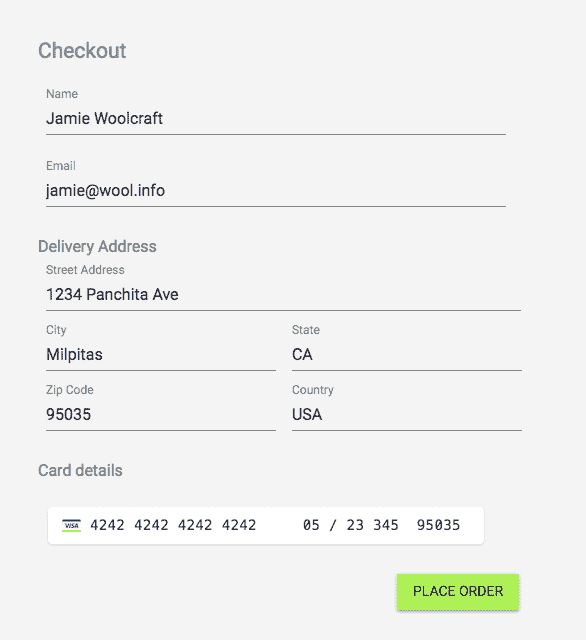 Checkout
Name
Jamie Woolcraft
Email
jamie@wool.info
Delivery Address
Street Address
1234 Panchita Ave
City State
Milpitas CA
Zip Code Country
95035 USA
Card details
VISA 4242 4242 4242 4242 05 / 23 345 95035
PLACE ORDER